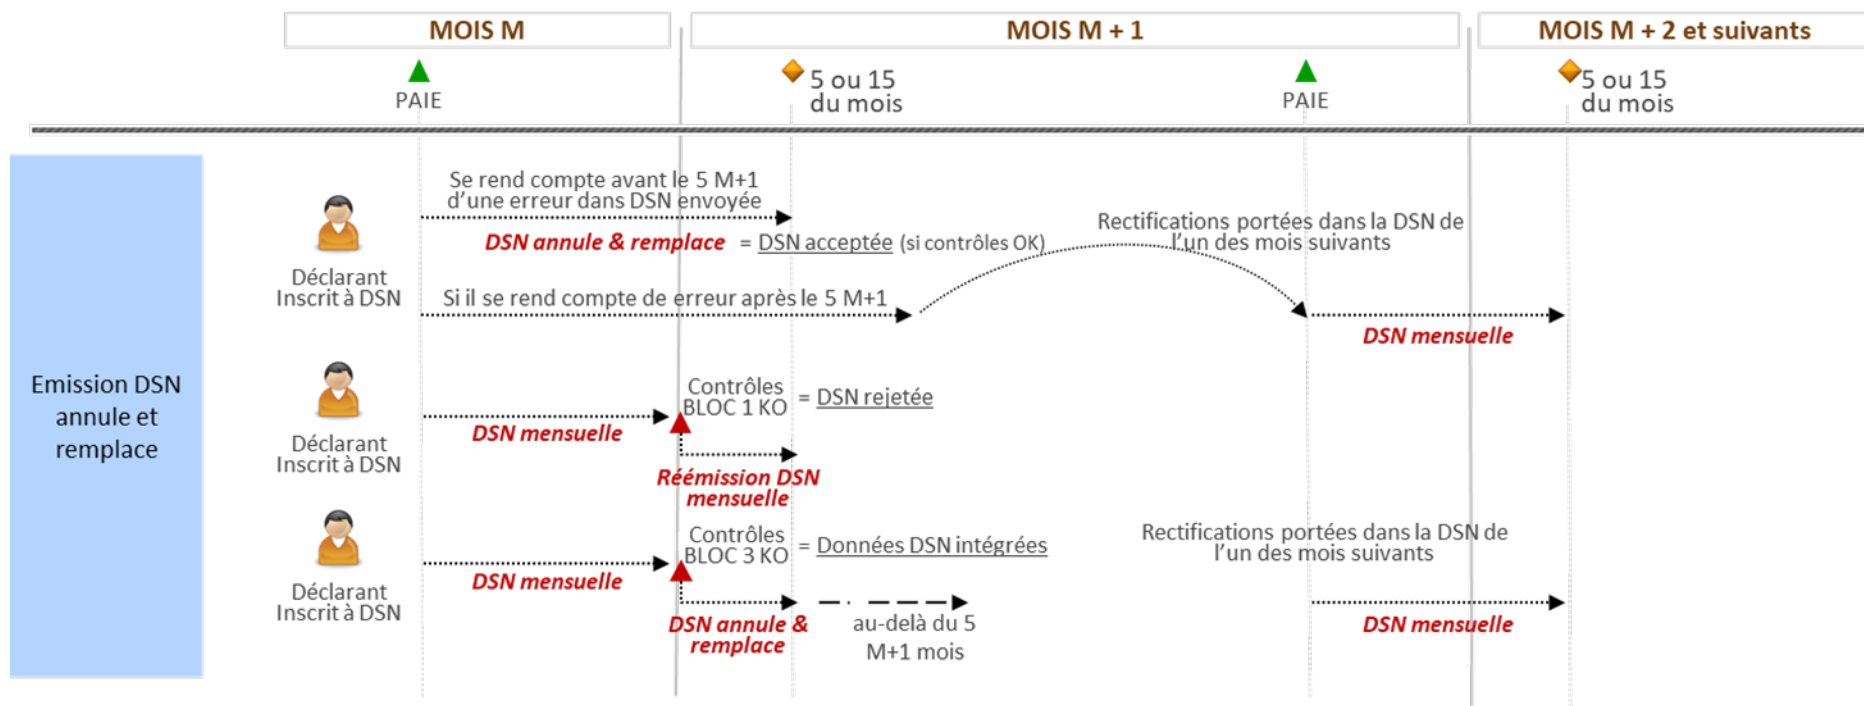 MOIS M
MOIS M + 1
MOIS M + 2 et suivants
PAIE
5 ou 15
du mois
PAIE
5 ou 15
du mois
Emission DSN
annule et
remplace
Déclarant
Inscrit à DSN
Se rend compte avant le 5 M+1
d’une erreur dans DSN envoyée
DSN annule & remplace = DSN acceptée (si contrôles OK)
Rectifications portées dans la DSN de
l’un des mois suivants
Si il se rend compte de erreur après le 5 M+1
DSN mensuelle
Déclarant
Inscrit à DSN
DSN mensuelle
Contrôles
BLOC 1 KO
= DSN rejetée
Réémission DSN
mensuelle
Déclarant
Inscrit à DSN
DSN mensuelle
Contrôles
BLOC 3 KO
= Données DSN intégrées
DSN annule &
remplace
au-delà du 5
M+1 mois
Rectifications portées dans la DSN de
l’un des mois suivants
DSN mensuelle